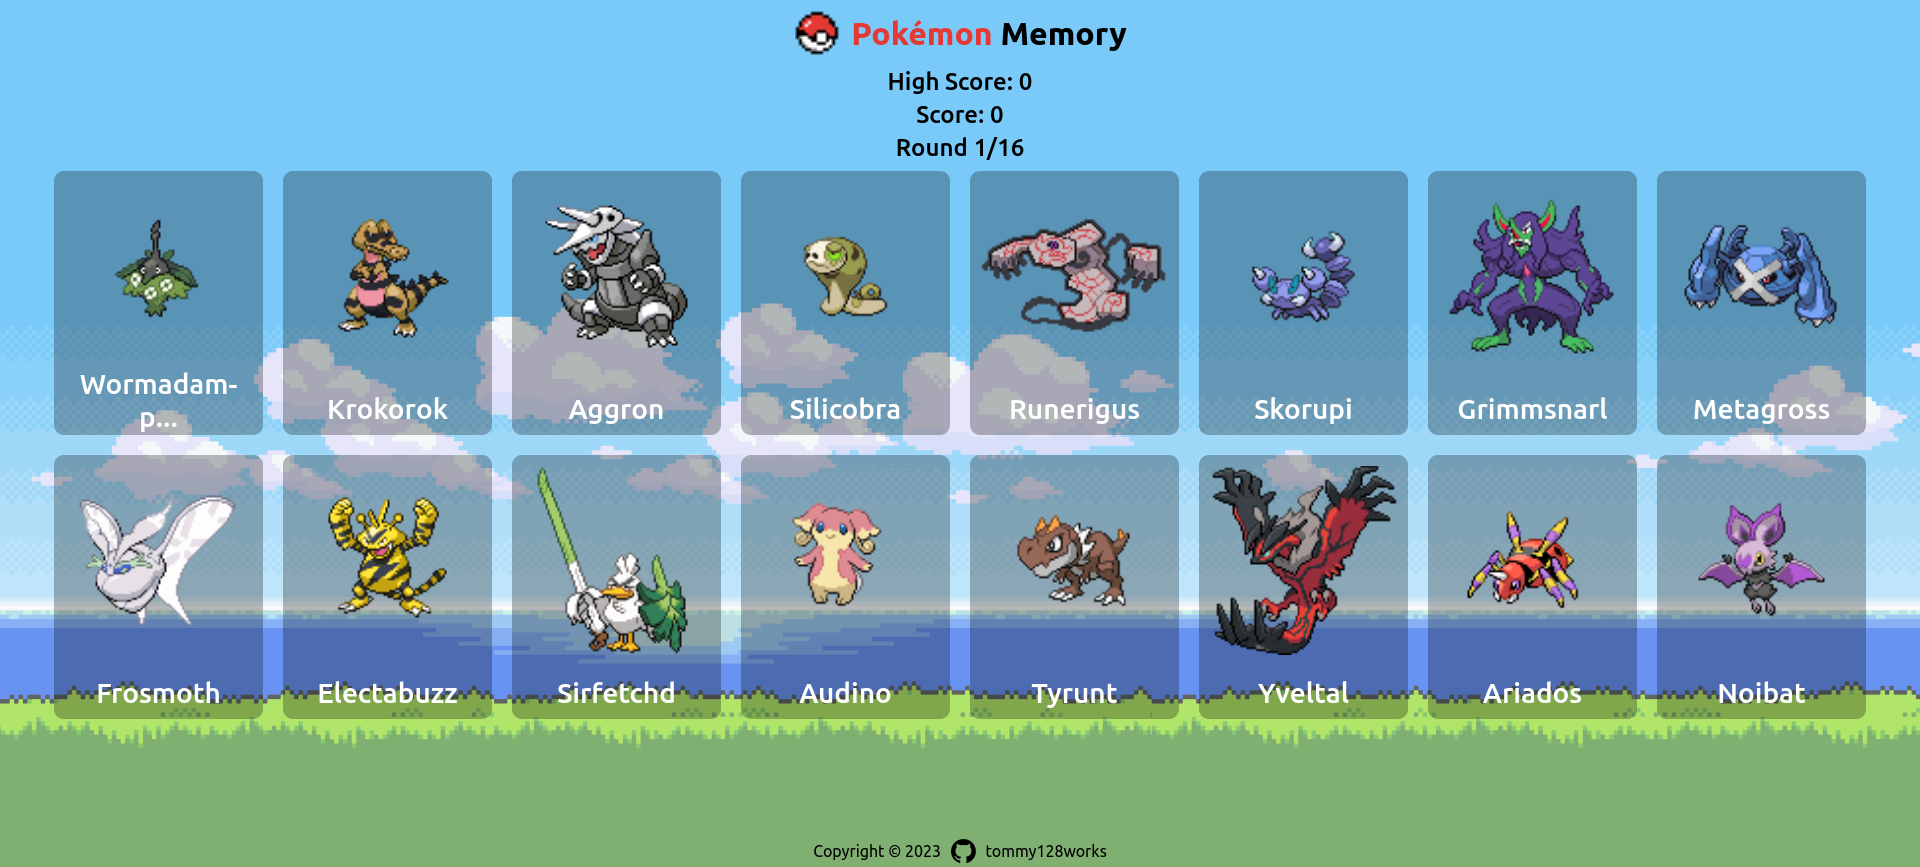 Pokémon Memory
High Score: 0
Score: 0
Round 1/16
Wormadam-
p...
Krokorok
Aggron
Silicobra
Runerigus
Skorupi
Grimmsnarl
Metagross
Frosmoth
Electabuzz
Sirfetchd
Audino
Tyrunt
Yveltal
Ariados
Noibat
Copyright © 2023 tommy128works